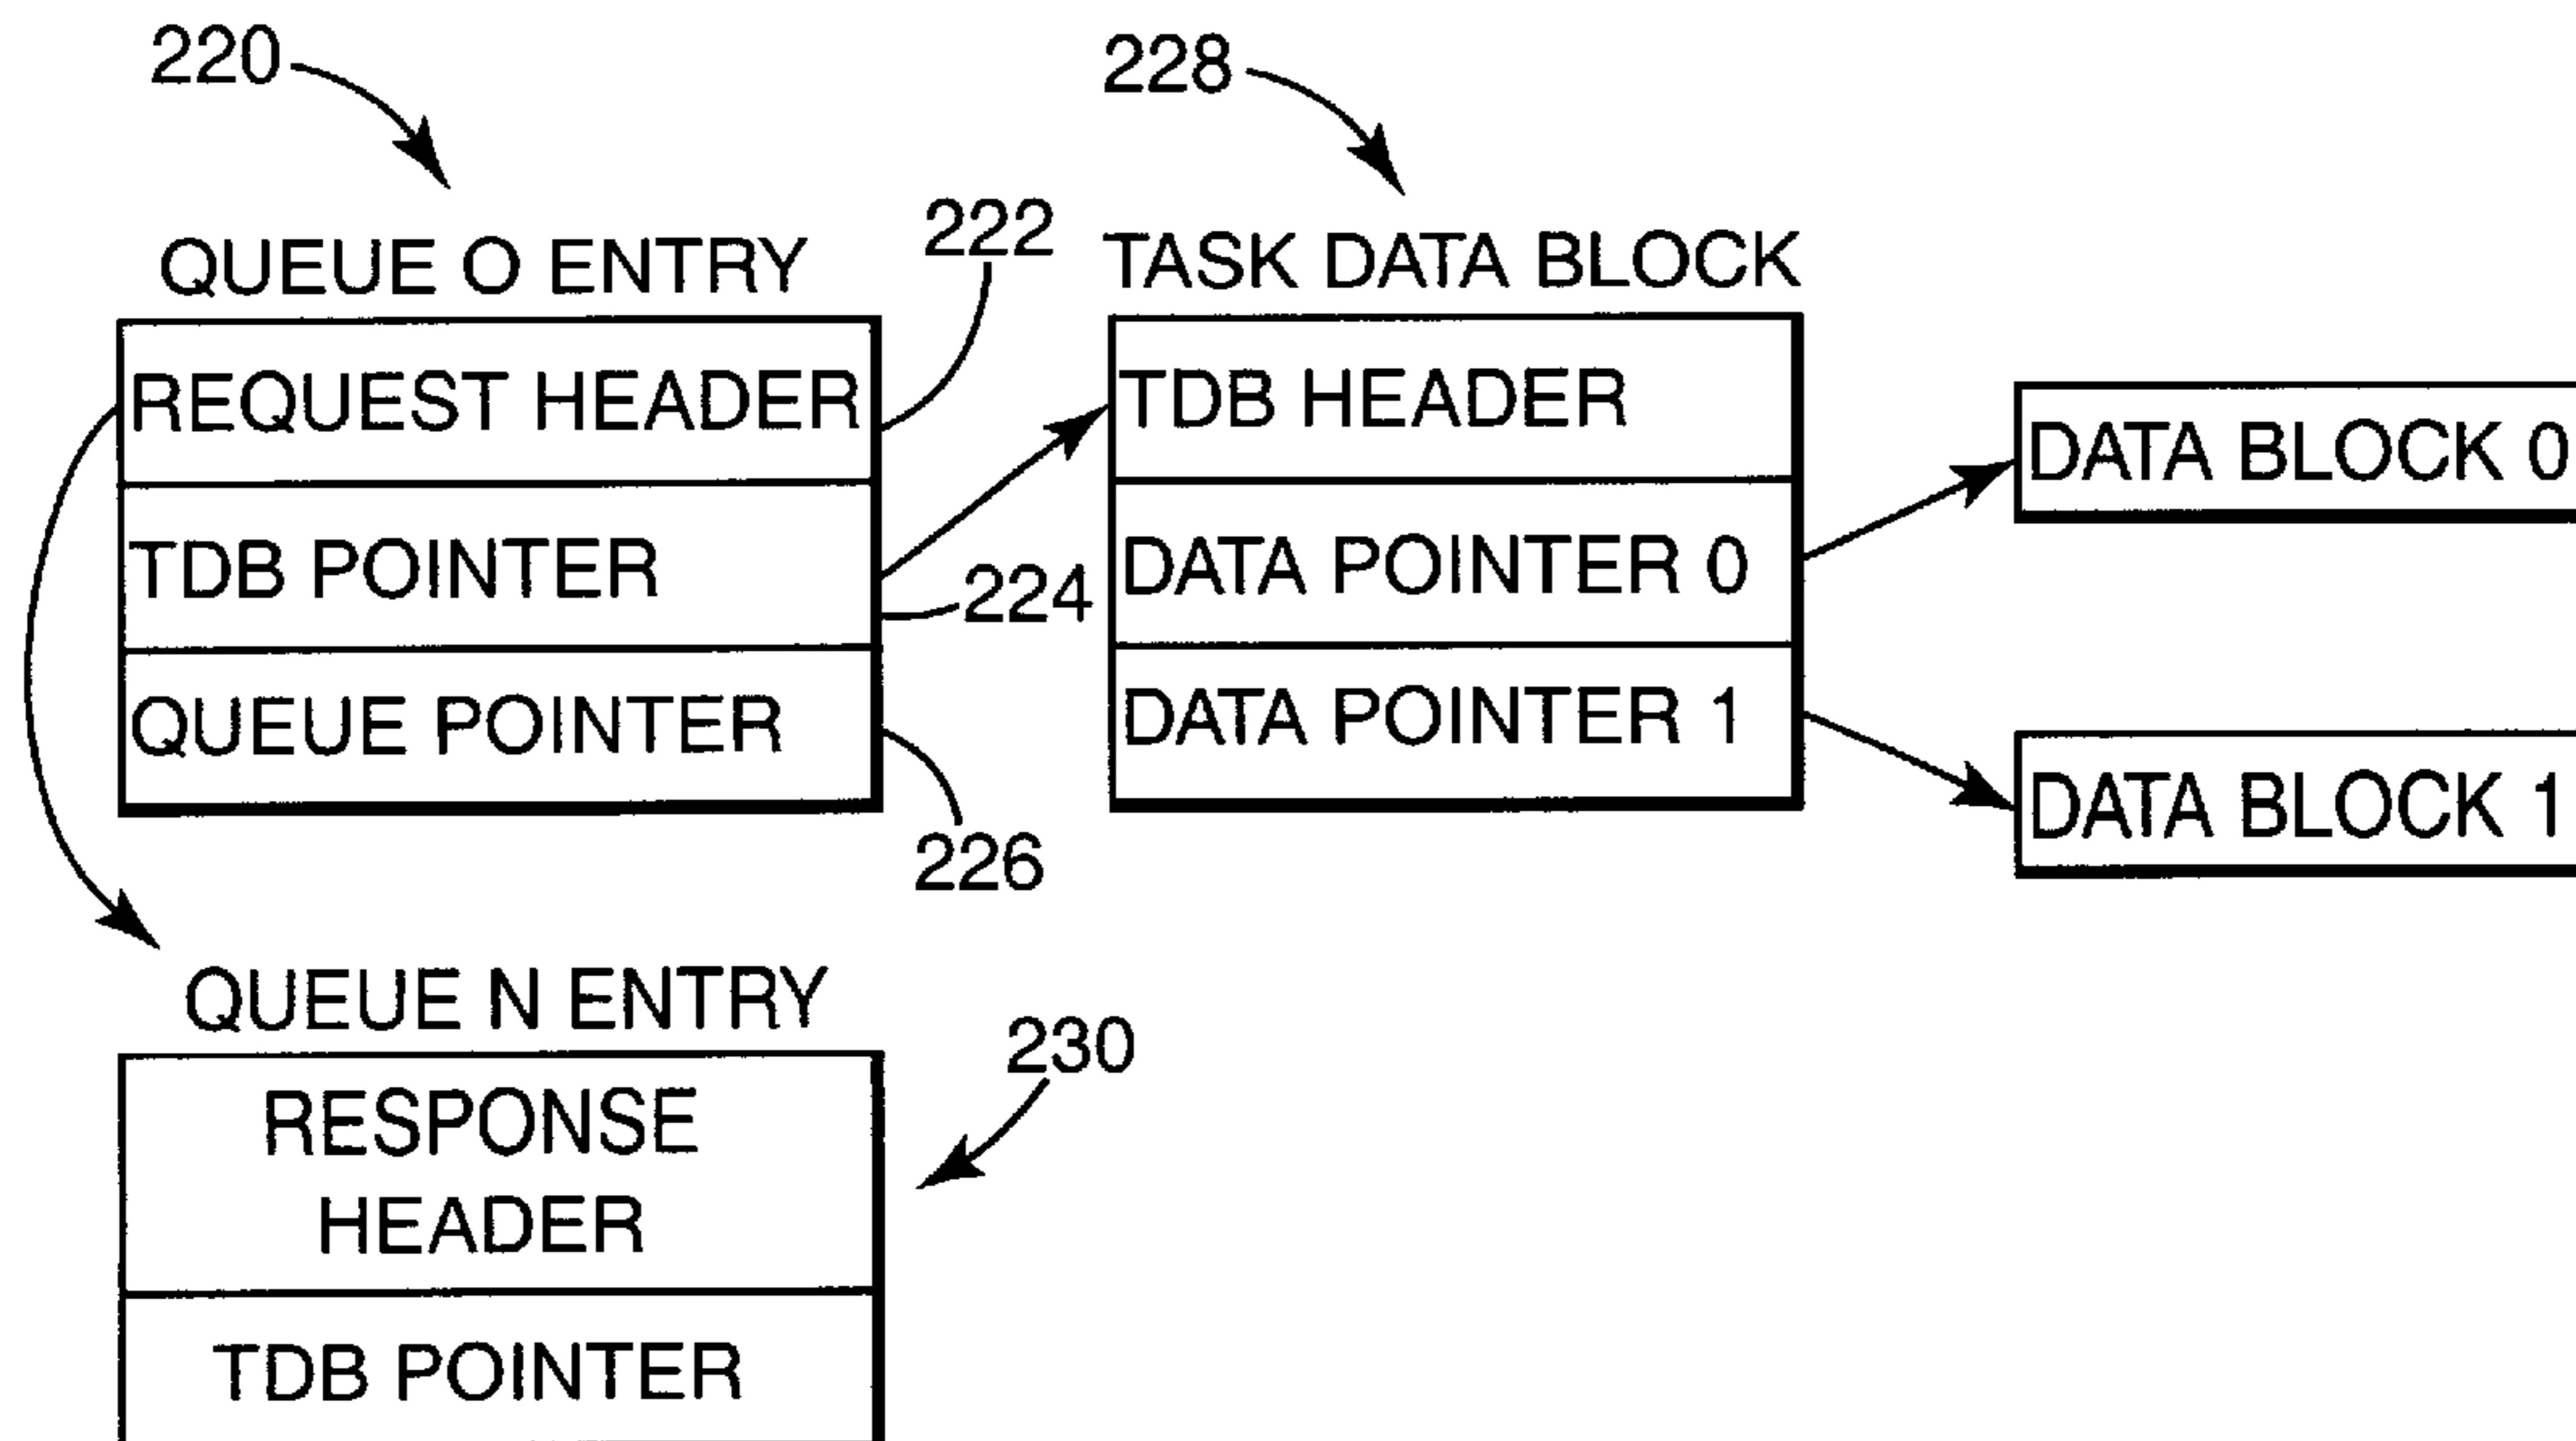 220
228
222
QUEUE O ENTRY
TASK DATA BLOCK
REQUEST HEADER
TDB HEADER
DATA BLOCK 0
TDB POINTER
224
DATA POINTER 0
QUEUE POINTER
DATA POINTER 1
DATA BLOCK 1
226
QUEUE N ENTRY
230
RESPONSE
HEADER
TDB POINTER